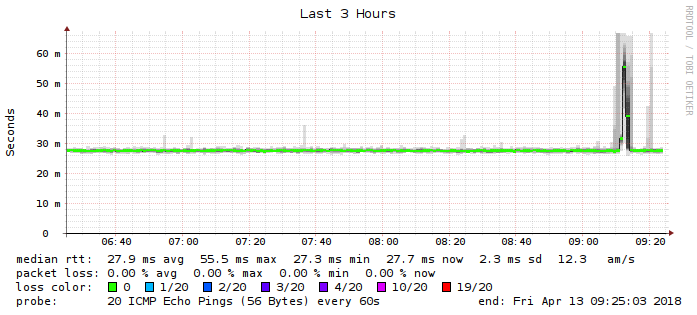 Last 3 Hours
RRDTOOL / TOBI OETIKER
Seconds
60 m
50 m
40 m
30 m
20 m
10 m
0
06:40 07:00 07:20 07:40 08:00 08:20 08:40 09:00 09:20
median rtt: 27.9 ms avg 55.5 ms max 27.3 ms min 27.7 ms now 2.3 ms sd 12.3 am/s
packet loss: 0.00 % avg 0.00 % max 0.00 % min 0.00 % now
loss color: 0 1/20 2/20 3/20 4/20 10/20 19/20
probe: 20 ICMP Echo Pings (56 Bytes) every 60s end: Fri Apr 13 09:25:03 2018